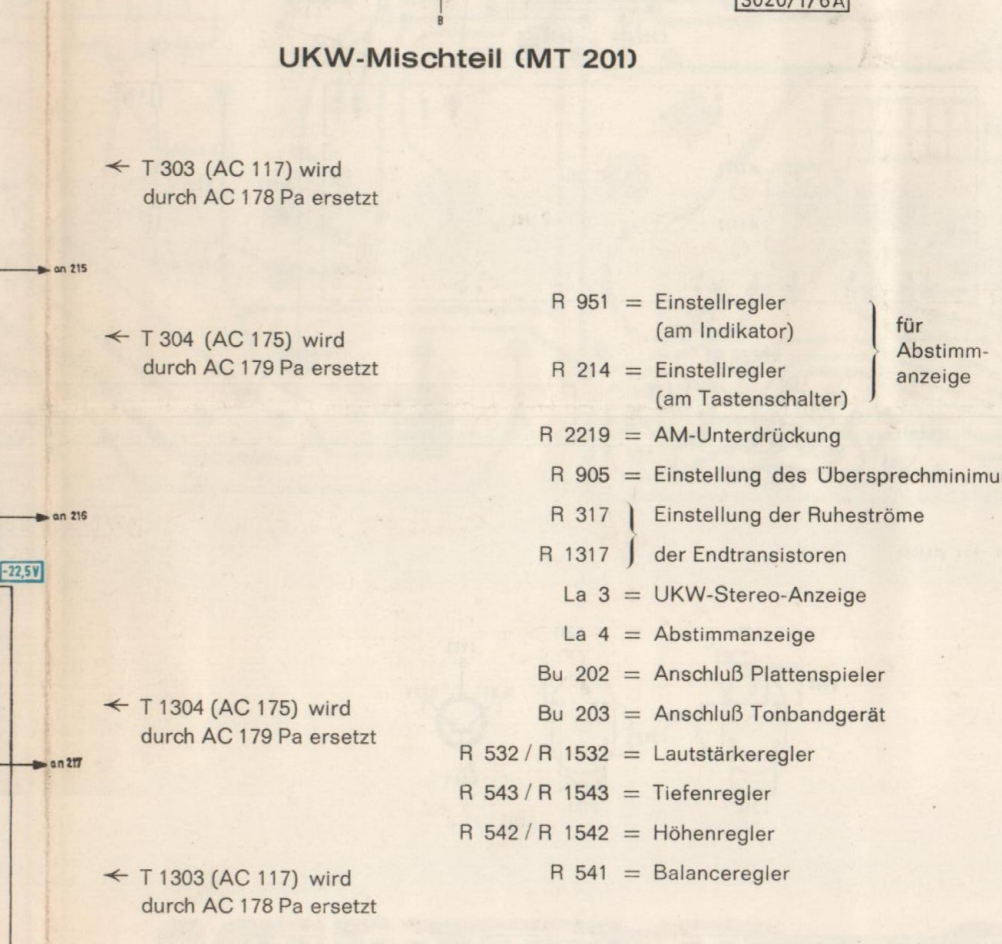 B
UKW-Mischteil (MT 201)
← T 303 (AC 117) wird
durch AC 178 Pa ersetzt
an 215
← T 304 (AC 175) wird
durch AC 179 Pa ersetzt
R 951 = Einstellregler
(am Indikator)
R 214 = Einstellregler
(am Tastenschalter)
für
Abstimm-
anzeige
R 2219 = AM-Unterdrückung
R 905 = Einstellung des Übersprechminimu
an 216
R 317 } Einstellung der Ruheströme
R 1317 } der Endtransistoren
-22,5V
La 3 = UKW-Stereo-Anzeige
La 4 = Abstimmanzeige
Bu 202 = Anschluß Plattenspieler
Bu 203 = Anschluß Tonbandgerät
← T 1304 (AC 175) wird
durch AC 179 Pa ersetzt
an 217
R 532 / R 1532 = Lautstärkeregler
R 543 / R 1543 = Tiefenregler
R 542 / R 1542 = Höhenregler
R 541 = Balanceregler
← T 1303 (AC 117) wird
durch AC 178 Pa ersetzt